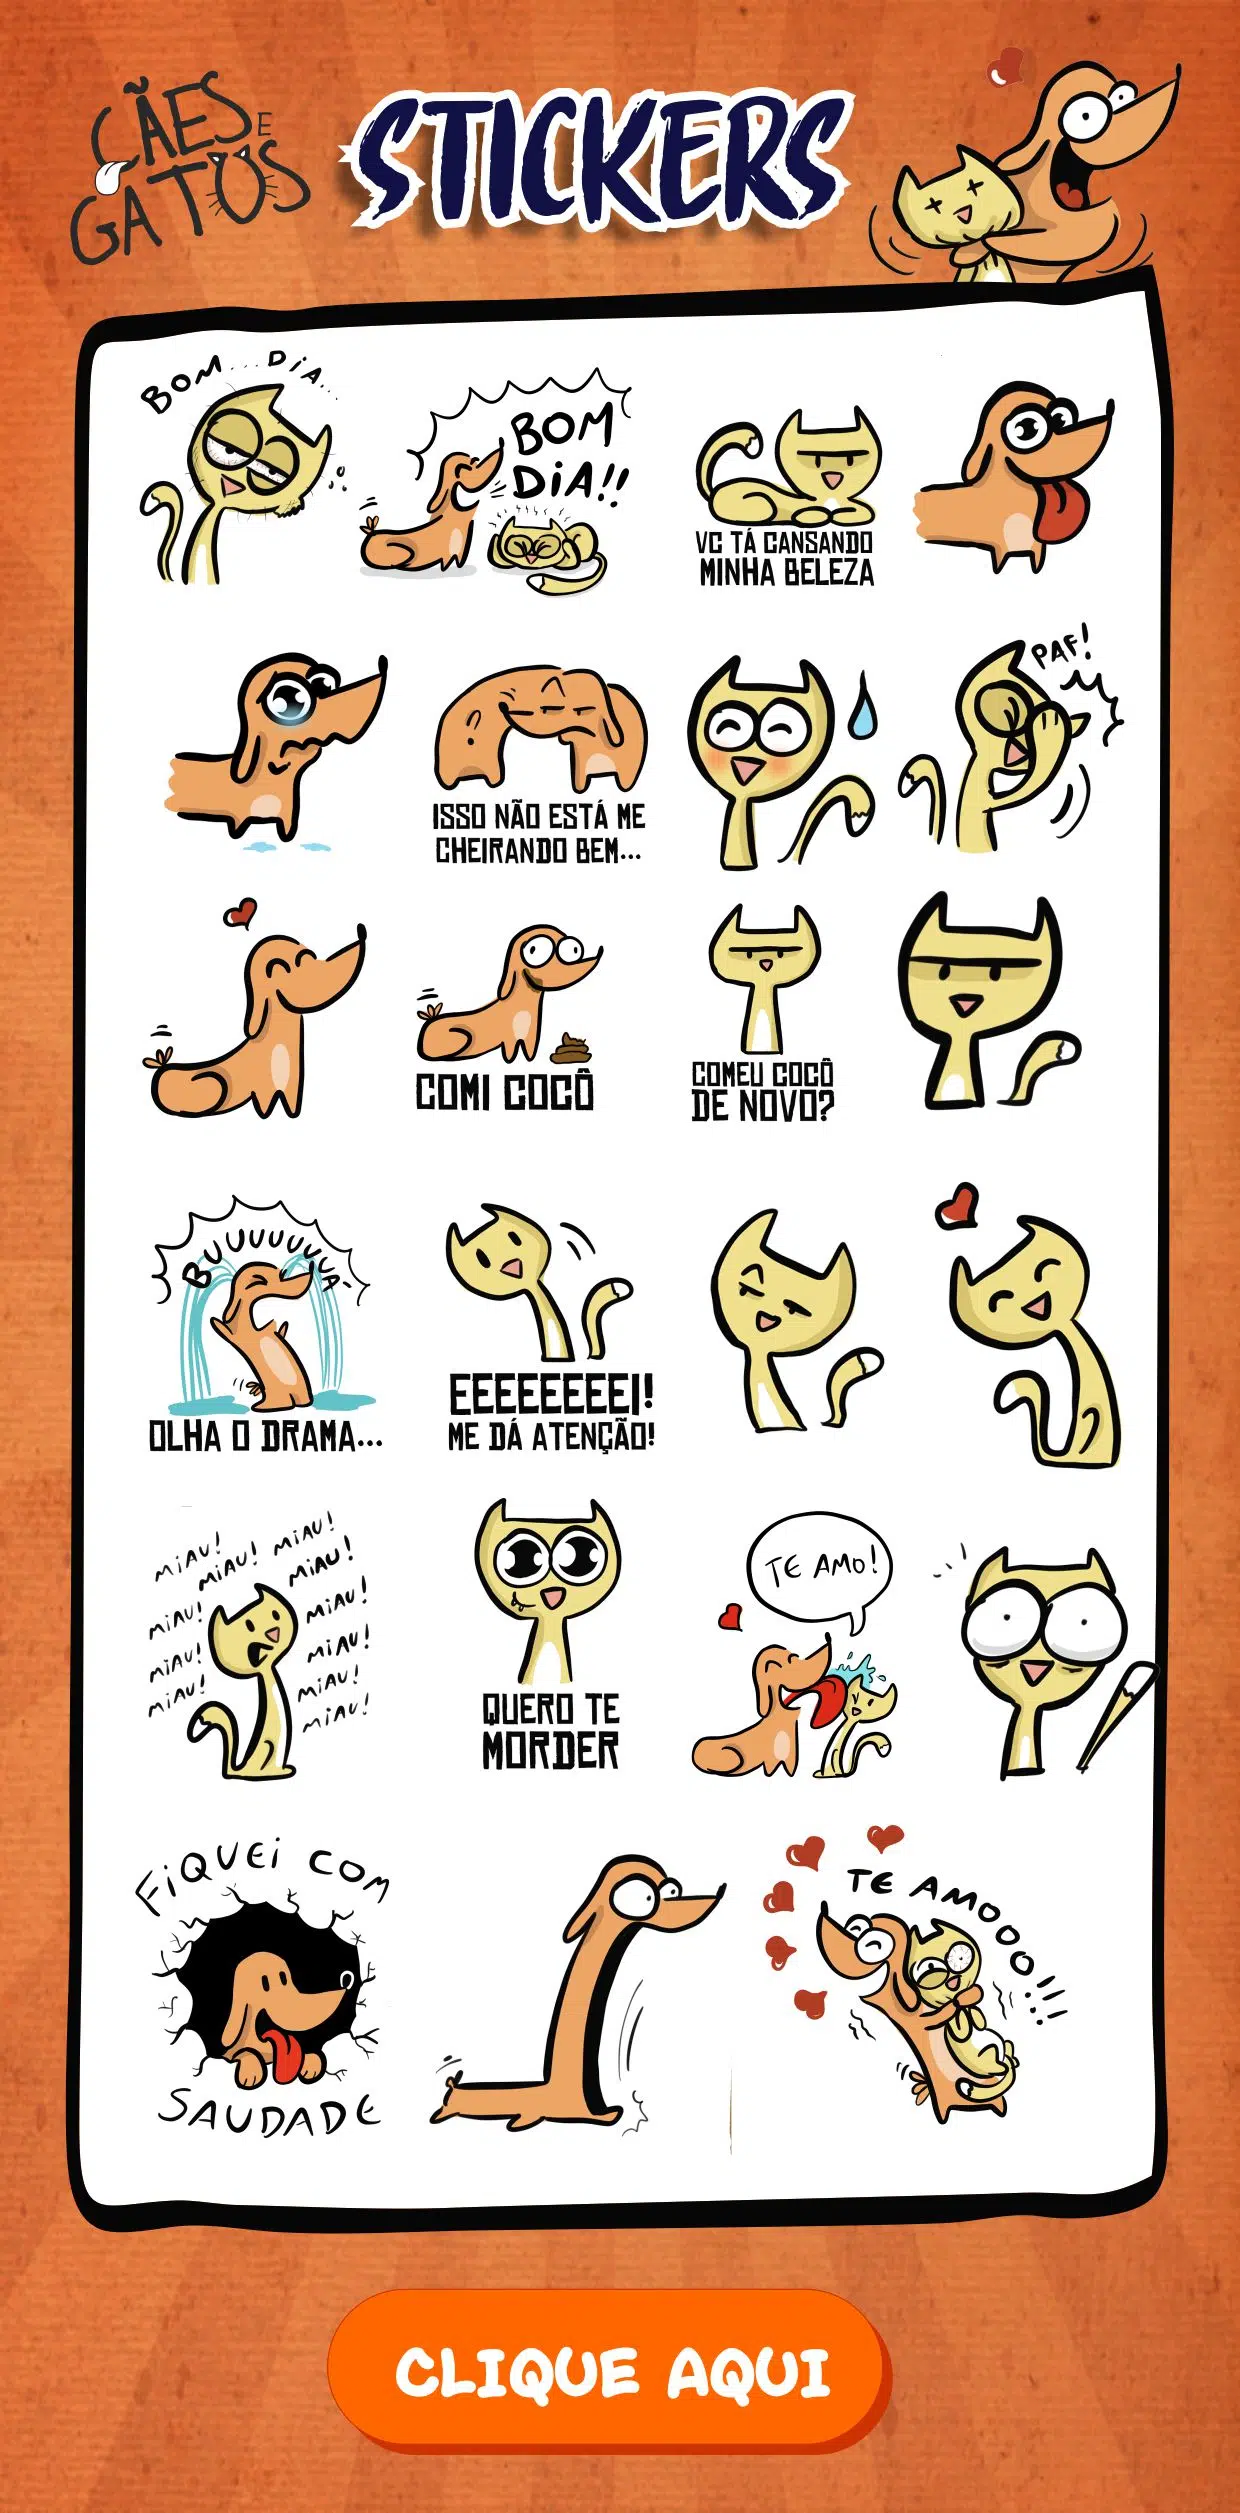 CÃES E
GATOS
STICKERS
BOM...DIA...
BOM
DIA!!
VC TÁ CANSANDO
MINHA BELEZA
PAF!
ISSO NÃO ESTÁ ME
CHEIRANDO BEM...
COMI COCÔ
COMEU COCÔ
DE NOVO?
BUUUUUUUÁ
OLHA O DRAMA...
EEEEEEEEI!
ME DÁ ATENÇÃO!
MIAU!
MIAU!
MIAU!
MIAU!
MIAU!
MIAU!
MIAU!
MIAU!
MIAU!
MIAU!
MIAU!
QUERO TE
MORDER
TE AMO!
FIQUEI COM
SAUDADE
TE AMOOO!!!
CLIQUE AQUI